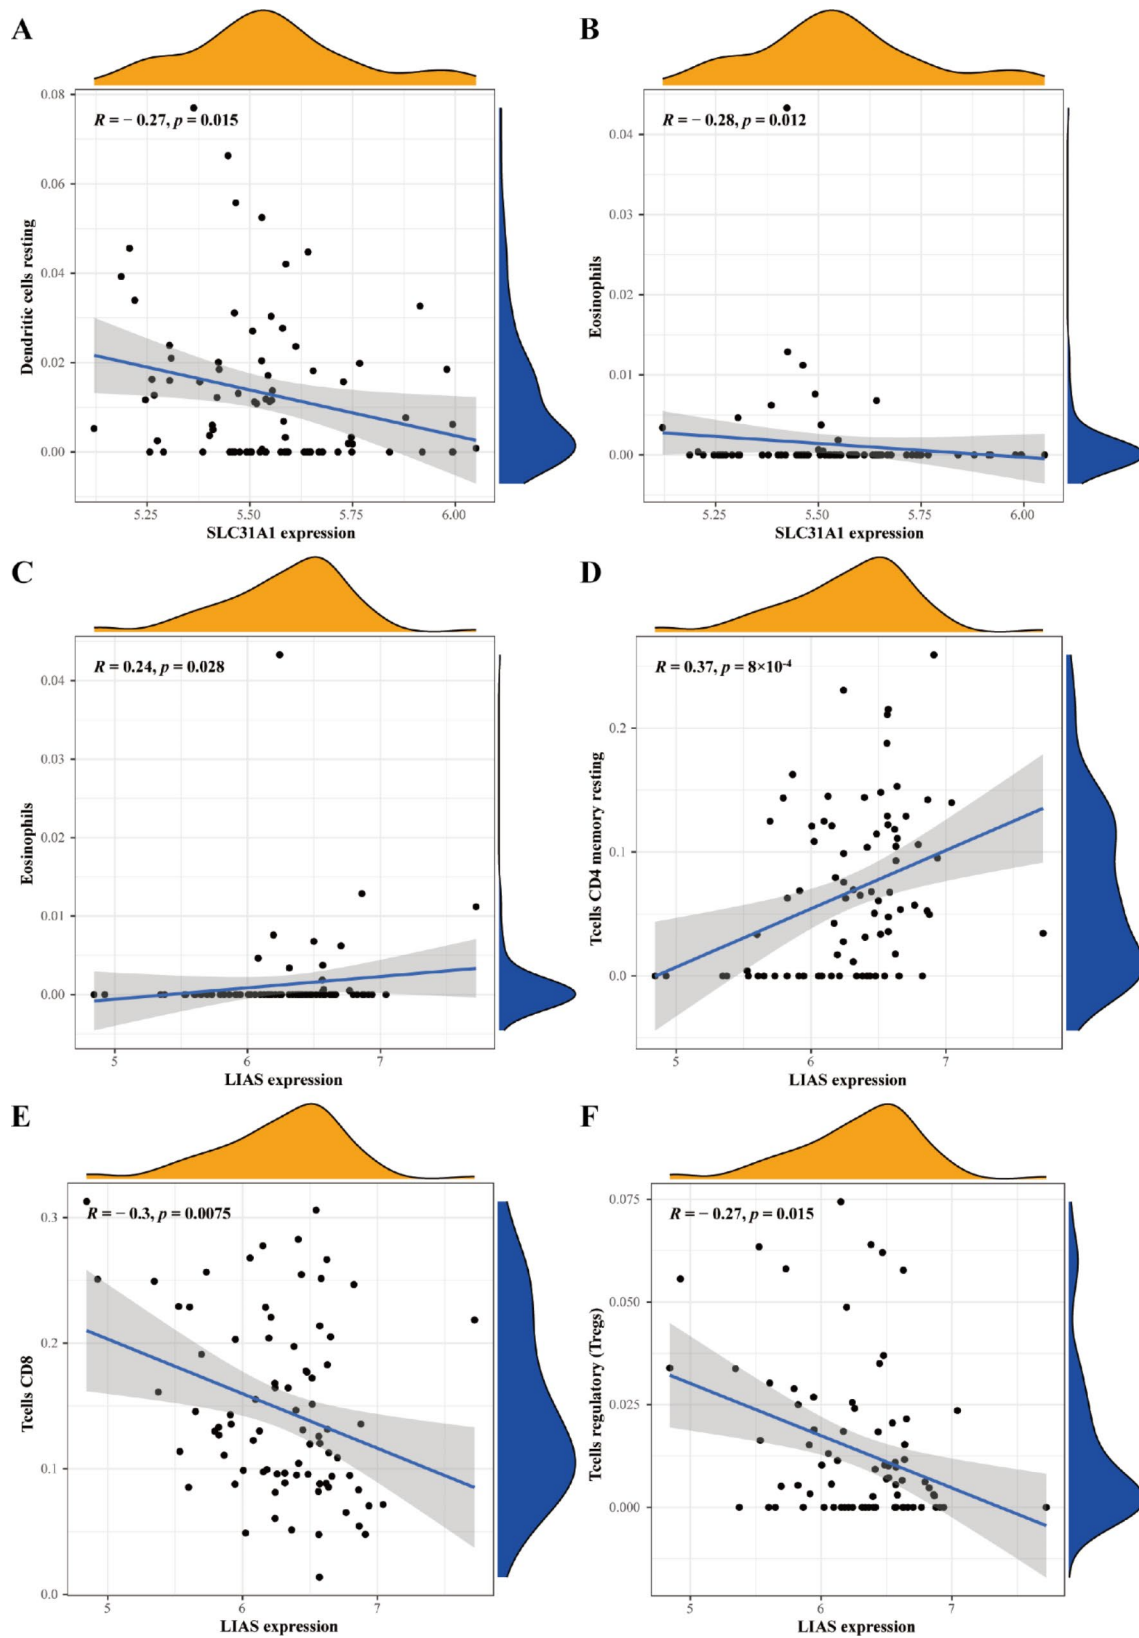 A
R = − 0.27, p = 0.015
0.08
0.06
0.04
0.02
0.00
Dendritic cells resting
5.25
5.50
5.75
6.00
SLC31A1 expression
B
R = − 0.28, p = 0.012
0.04
0.03
0.02
0.01
0.00
Eosinophils
5.25
5.50
5.75
6.00
SLC31A1 expression
C
R = 0.24, p = 0.028
0.04
0.03
0.02
0.01
0.00
Eosinophils
5
6
7
LIAS expression
D
R = 0.37, p = 8×10⁻⁴
0.2
0.1
0.0
Tcells CD4 memory resting
5
6
7
LIAS expression
E
R = − 0.3, p = 0.0075
0.3
0.2
0.1
0.0
Tcells CD8
5
6
7
LIAS expression
F
R = − 0.27, p = 0.015
0.075
0.050
0.025
0.000
Tcells regulatory (Tregs)
5
6
7
LIAS expression